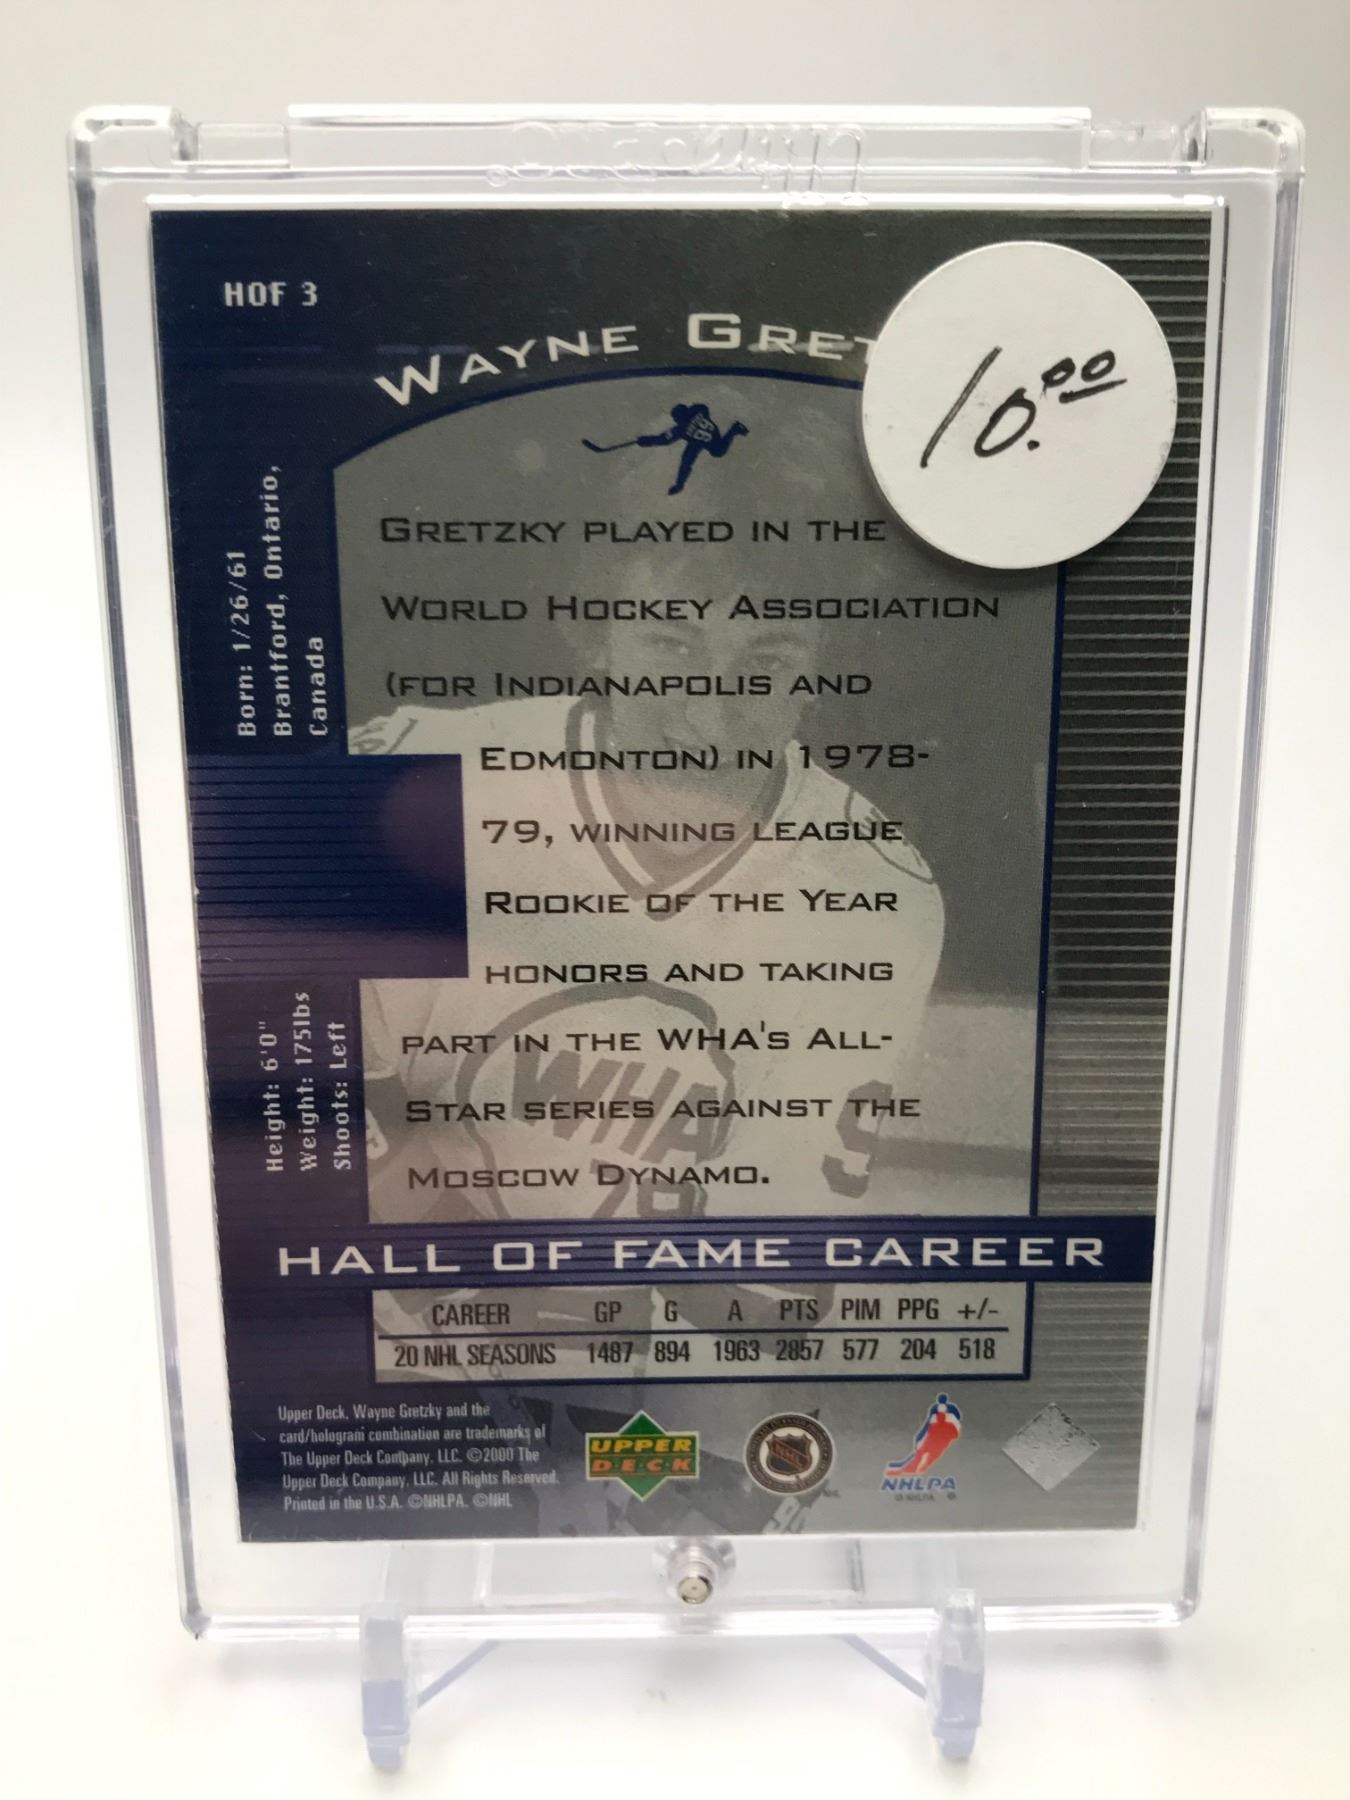 HOF 3
WAYNE GRET
10.00
99
GRETZKY PLAYED IN THE
WORLD HOCKEY ASSOCIATION
(FOR INDIANAPOLIS AND
EDMONTON) IN 1978-
79, WINNING LEAGUE
ROOKIE OF THE YEAR
HONORS AND TAKING
PART IN THE WHA'S ALL-
STAR SERIES AGAINST THE
MOSCOW DYNAMO.
Born: 1/26/61
Brantford, Ontario,
Canada
Height: 6'0"
Weight: 175lbs
Shoots: Left
WHA
HALL OF FAME CAREER
CAREER GP G A PTS PIM PPG +/-
20 NHL SEASONS 1487 894 1963 2857 577 204 518
Upper Deck, Wayne Gretzky and the
card/hologram combination are trademarks of
The Upper Deck Company, LLC. ©2000 The
Upper Deck Company, LLC. All Rights Reserved.
Printed in the U.S.A. ©NHLPA. ©NHL
UPPER
DECK
NHL
NHLPA